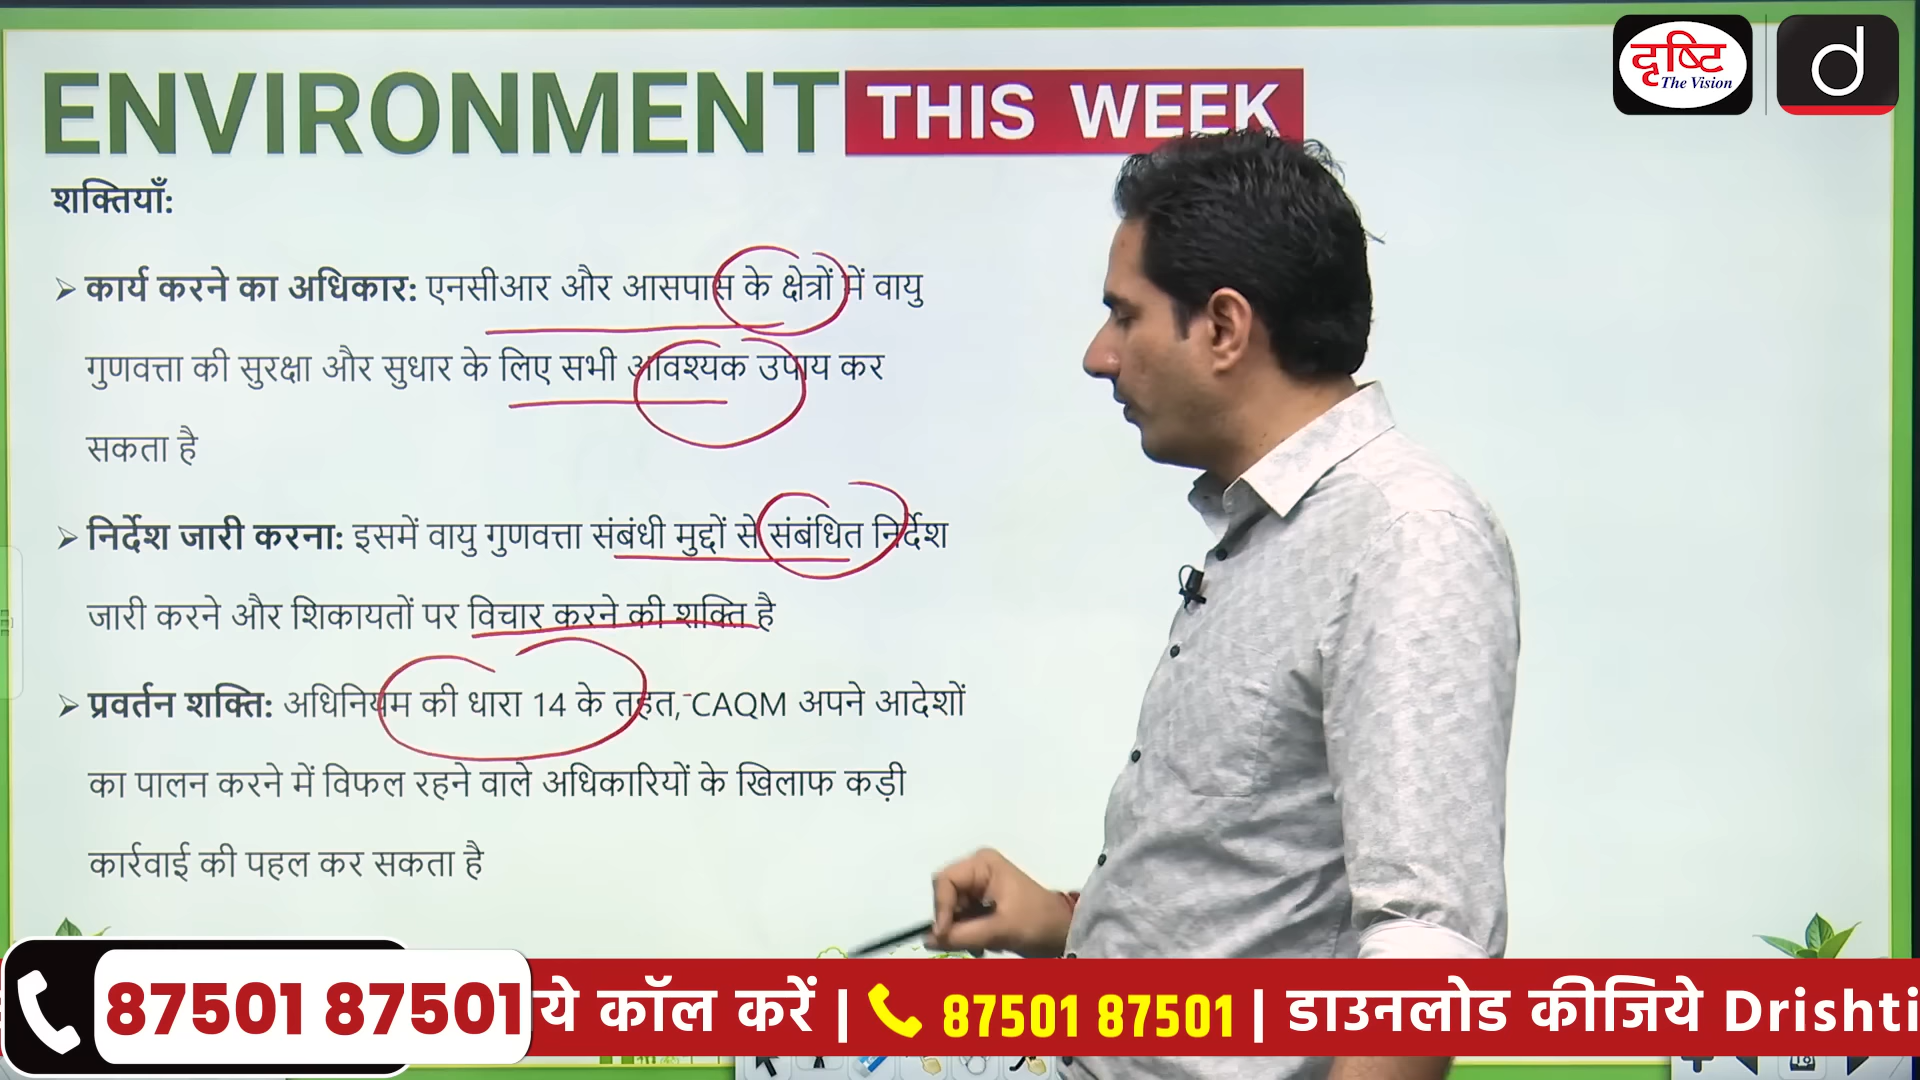 ENVIRONMENT THIS WEEK
दृष्टि
The Vision
d
शक्तियाँ:
➢ कार्य करने का अधिकार: एनसीआर और आसपास के क्षेत्रों में वायु
गुणवत्ता की सुरक्षा और सुधार के लिए सभी आवश्यक उपाय कर
सकता है
➢ निर्देश जारी करना: इसमें वायु गुणवत्ता संबंधी मुद्दों से संबंधित निर्देश
जारी करने और शिकायतों पर विचार करने की शक्ति है
➢ प्रवर्तन शक्ति: अधिनियम की धारा 14 के तहत, CAQM अपने आदेशों
का पालन करने में विफल रहने वाले अधिकारियों के खिलाफ कड़ी
कार्रवाई की पहल कर सकता है
87501 87501 ये कॉल करें | 87501 87501 | डाउनलोड कीजिये Drishti